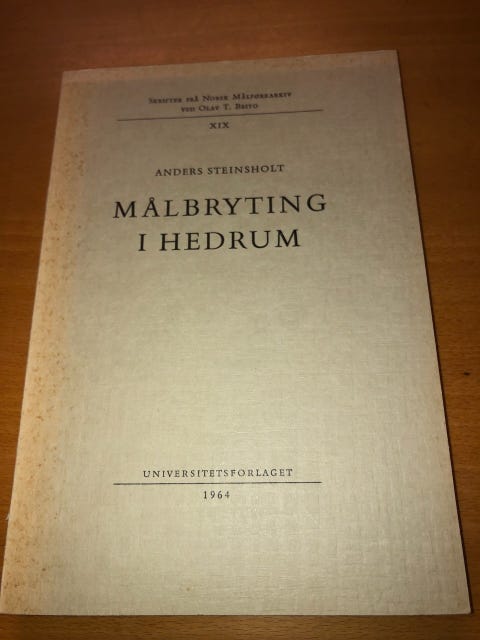 Skrifter frå Norsk Målførearkiv
ved Olav T. Beito
XIX
ANDERS STEINSHOLT
MÅLBRYTING
I HEDRUM
UNIVERSITETSFORLAGET
1964